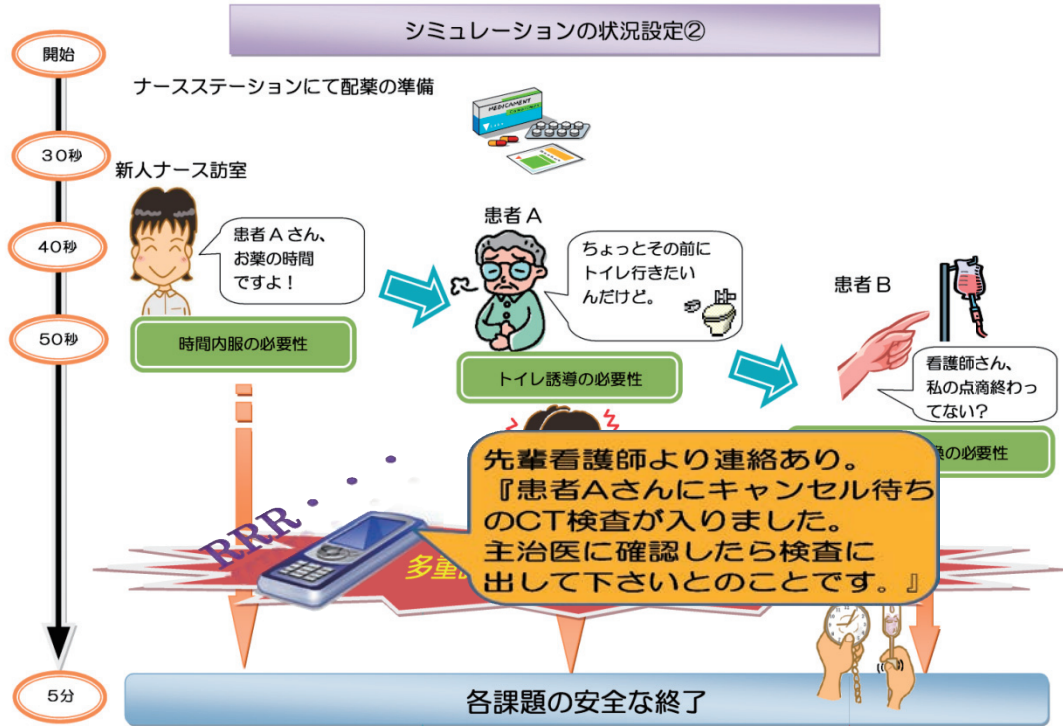 シミュレーションの状況設定②
開始
ナースステーションにて配薬の準備
MEDICAMENT
30秒
新人ナース訪室
40秒
患者Aさん、
お薬の時間
ですよ！
患者A
ちょっとその前に
トイレ行きたい
んだけど。
患者B
看護師さん、
私の点滴終わっ
てない？
50秒
時間内服の必要性
トイレ誘導の必要性
の必要性
RRR・・・
先輩看護師より連絡あり。
『患者Aさんにキャンセル待ち
のCT検査が入りました。
主治医に確認したら検査に
出して下さいとのことです。』
多重
5分
各課題の安全な終了